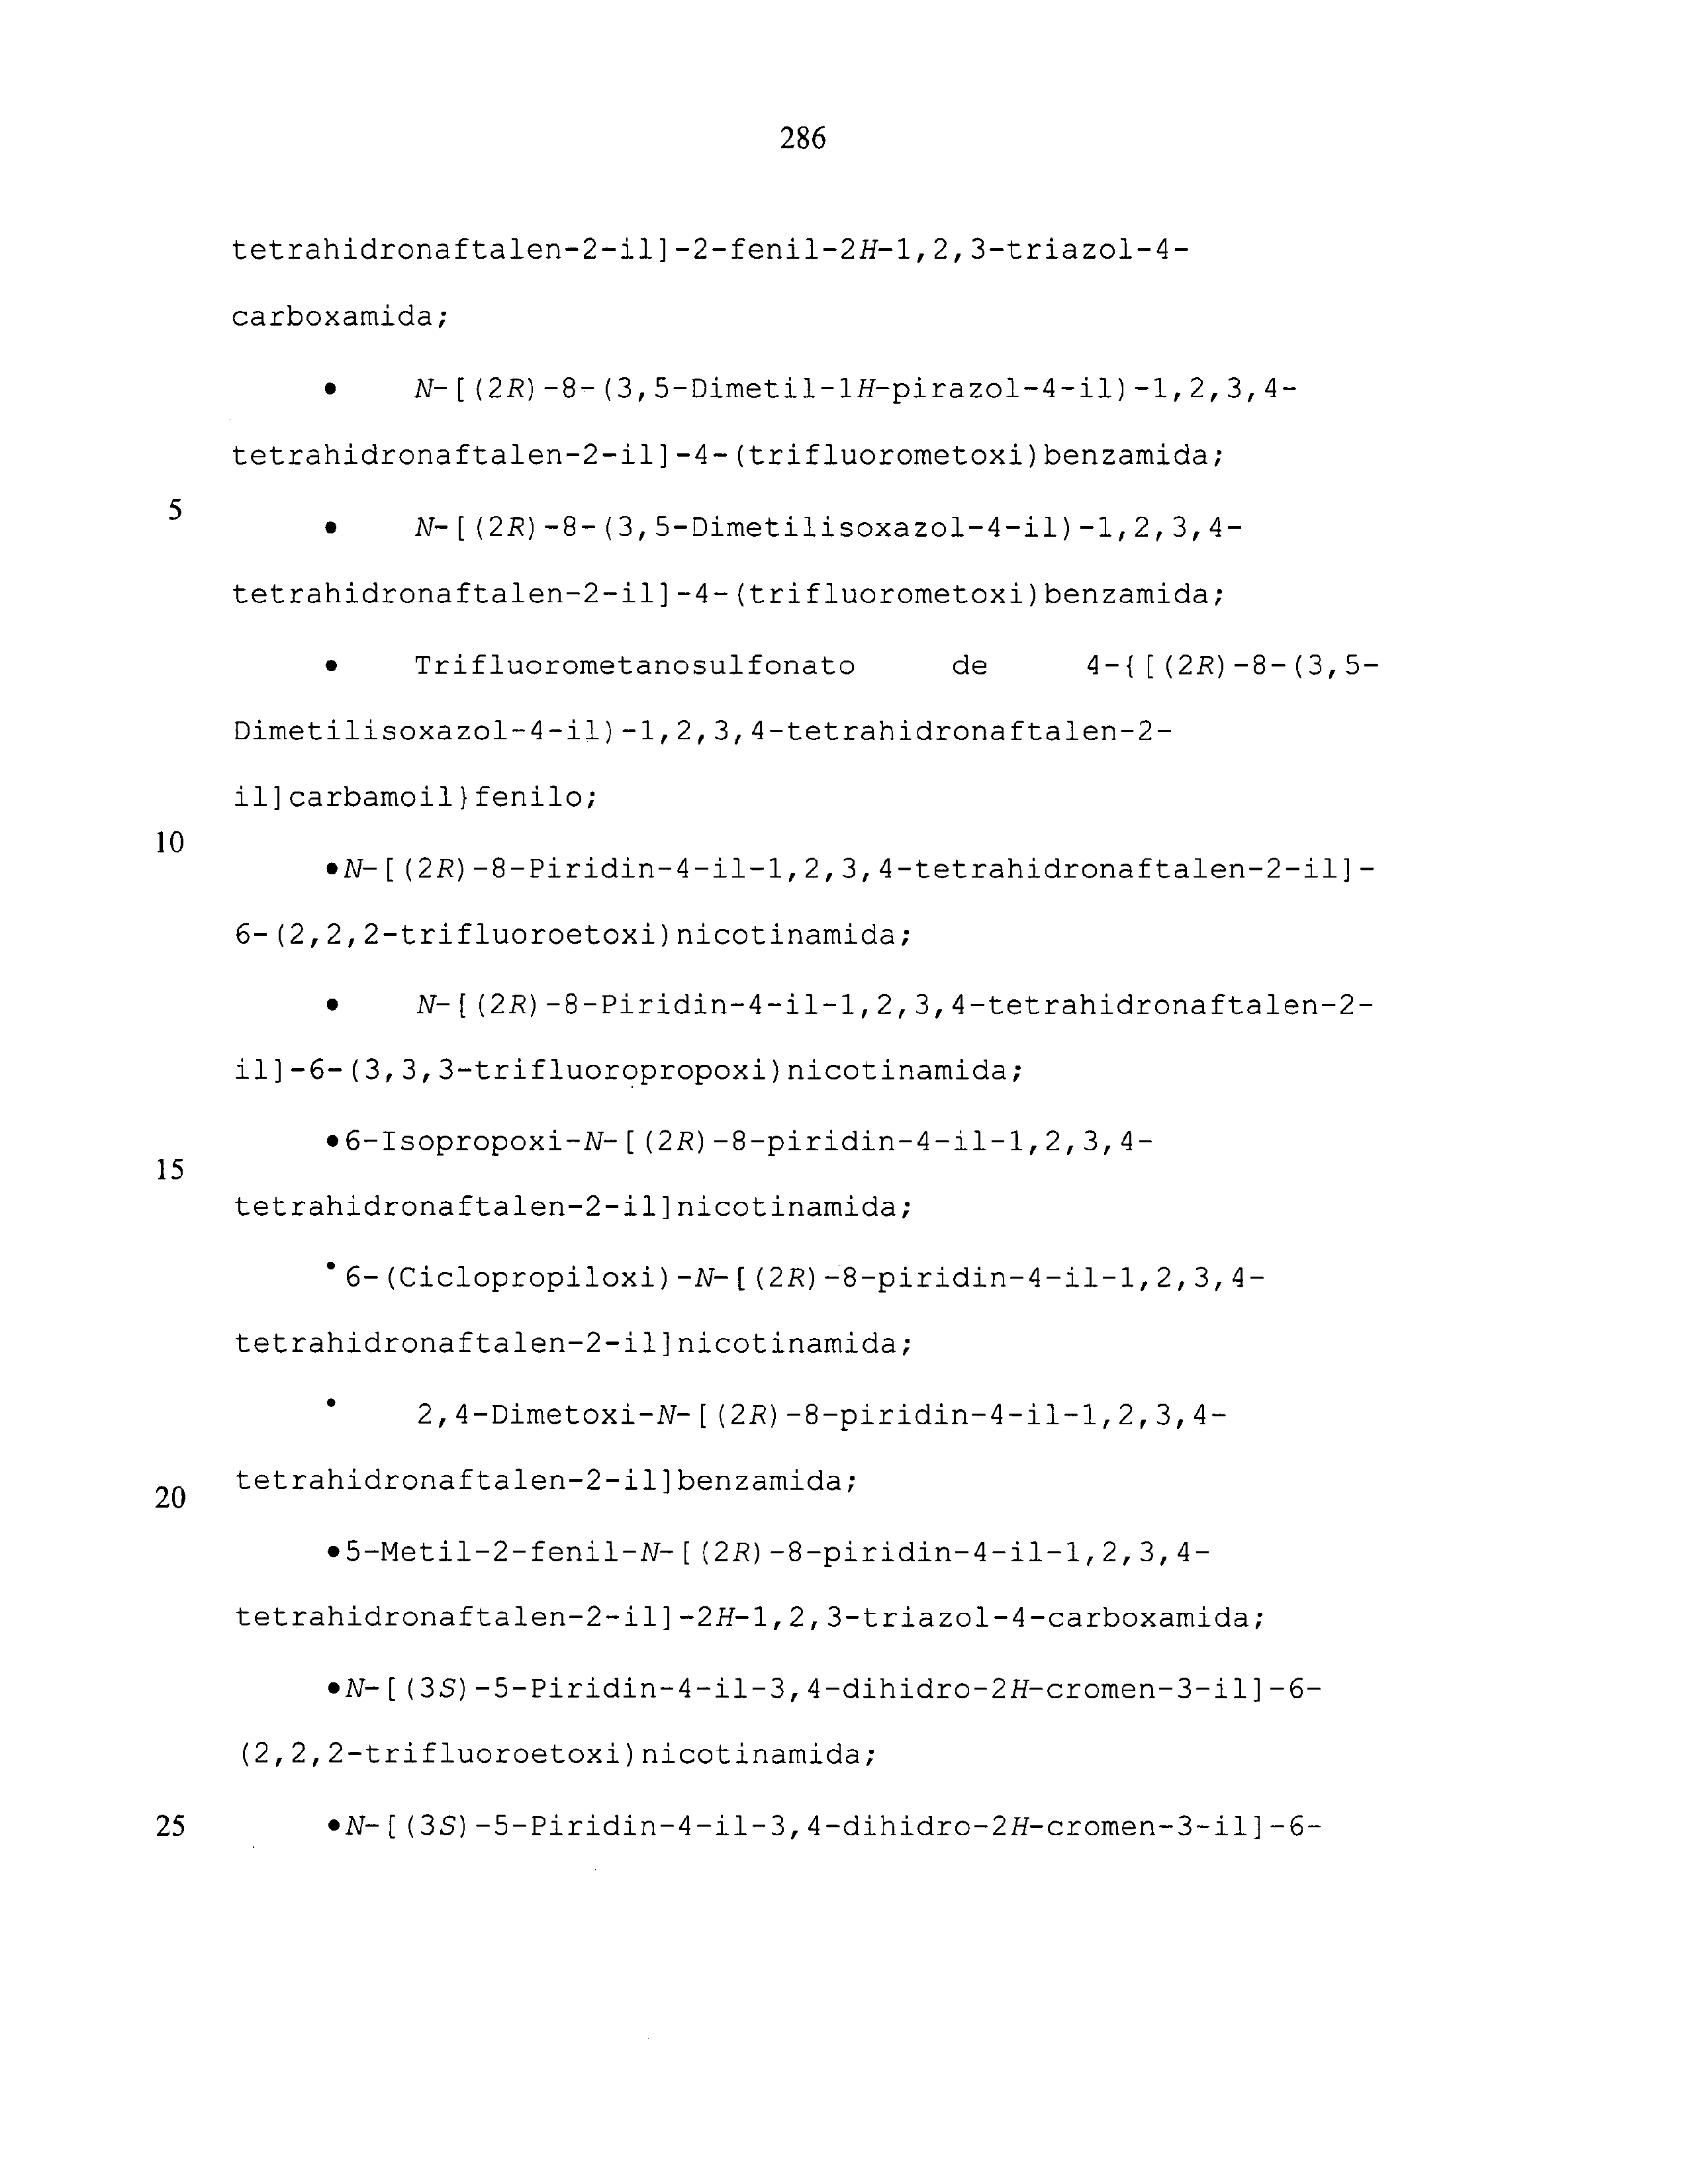 286
tetrahidronaftalen-2-il]-2-fenil-2H-1,2,3-triazol-4-
carboxamida;
• N-[(2R)-8-(3,5-Dimetil-1H-pirazol-4-il)-1,2,3,4-
tetrahidronaftalen-2-il]-4-(trifluorometoxi)benzamida;
5
• N-[(2R)-8-(3,5-Dimetilisoxazol-4-il)-1,2,3,4-
tetrahidronaftalen-2-il]-4-(trifluorometoxi)benzamida;
• Trifluorometanosulfonato de 4-{[(2R)-8-(3,5-
Dimetilisoxazol-4-il)-1,2,3,4-tetrahidronaftalen-2-
il]carbamoil}fenilo;
10
•N-[(2R)-8-Piridin-4-il-1,2,3,4-tetrahidronaftalen-2-il]-
6-(2,2,2-trifluoroetoxi)nicotinamida;
• N-[(2R)-8-Piridin-4-il-1,2,3,4-tetrahidronaftalen-2-
il]-6-(3,3,3-trifluoropropoxi)nicotinamida;
•6-Isopropoxi-N-[(2R)-8-piridin-4-il-1,2,3,4-
15
tetrahidronaftalen-2-il]nicotinamida;
•6-(Ciclopropiloxi)-N-[(2R)-8-piridin-4-il-1,2,3,4-
tetrahidronaftalen-2-il]nicotinamida;
• 2,4-Dimetoxi-N-[(2R)-8-piridin-4-il-1,2,3,4-
tetrahidronaftalen-2-il]benzamida;
20
•5-Metil-2-fenil-N-[(2R)-8-piridin-4-il-1,2,3,4-
tetrahidronaftalen-2-il]-2H-1,2,3-triazol-4-carboxamida;
•N-[(3S)-5-Piridin-4-il-3,4-dihidro-2H-cromen-3-il]-6-
(2,2,2-trifluoroetoxi)nicotinamida;
25 •N-[(3S)-5-Piridin-4-il-3,4-dihidro-2H-cromen-3-il]-6-